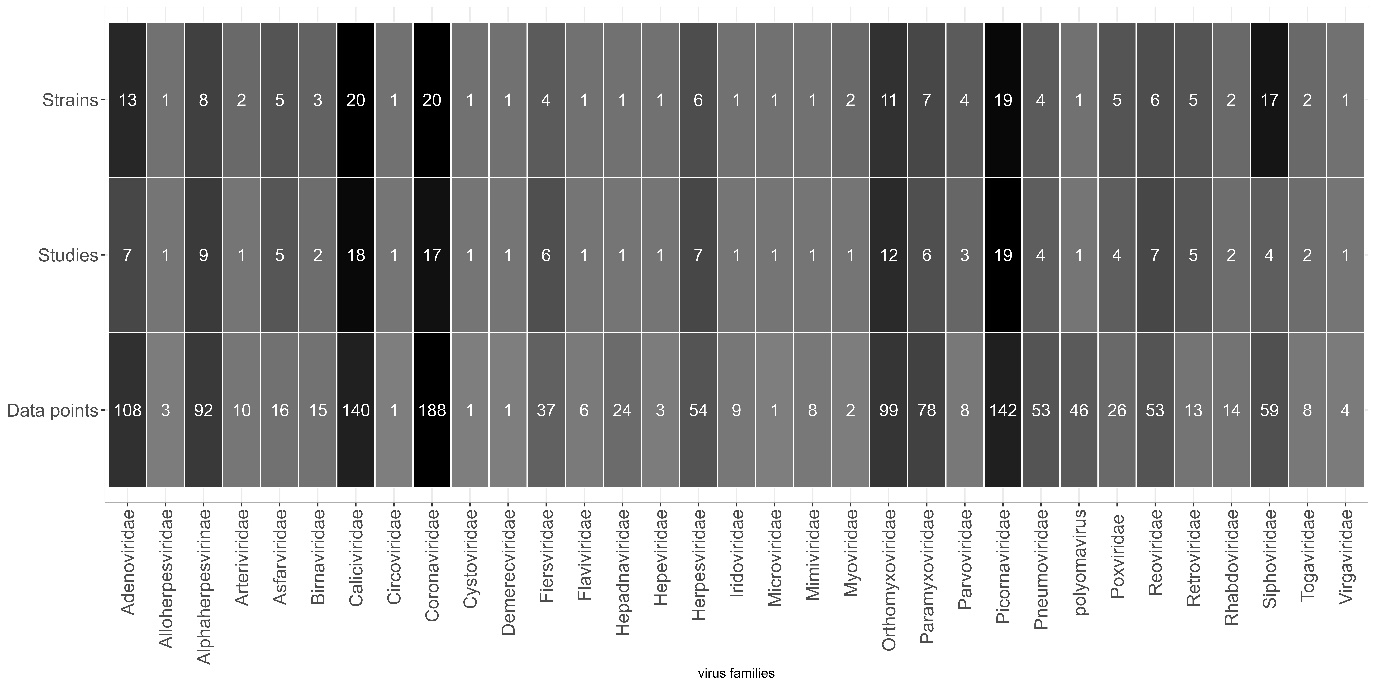 Strains 13 1 8 2 5 3 20 1 20 1 1 4 1 1 1 6 1 1 1 2 11 7 4 19 4 1 5 6 5 2 17 2 1
Studies 7 1 9 1 5 2 18 1 17 1 1 6 1 1 1 7 1 1 1 1 12 6 3 19 4 1 4 7 5 2 4 2 1
Data points 108 3 92 10 16 15 140 1 188 1 1 37 6 24 3 54 9 1 8 2 99 78 8 142 53 46 26 53 13 14 59 8 4
Adenoviridae
Alloherpesviridae
Alphaherpesvirinae
Arteriviridae
Asfarviridae
Birnaviridae
Caliciviridae
Circoviridae
Coronaviridae
Cystoviridae
Demerecviridae
Fiersviridae
Flaviviridae
Hepadnaviridae
Hepeviridae
Herpesviridae
Iridoviridae
Microviridae
Mimiviridae
Myoviridae
Orthomyxoviridae
Paramyxoviridae
Parvoviridae
Picornaviridae
Pneumoviridae
polyomavirus
Poxviridae
Reoviridae
Retroviridae
Rhabdoviridae
Siphoviridae
Togaviridae
Virgaviridae
virus families